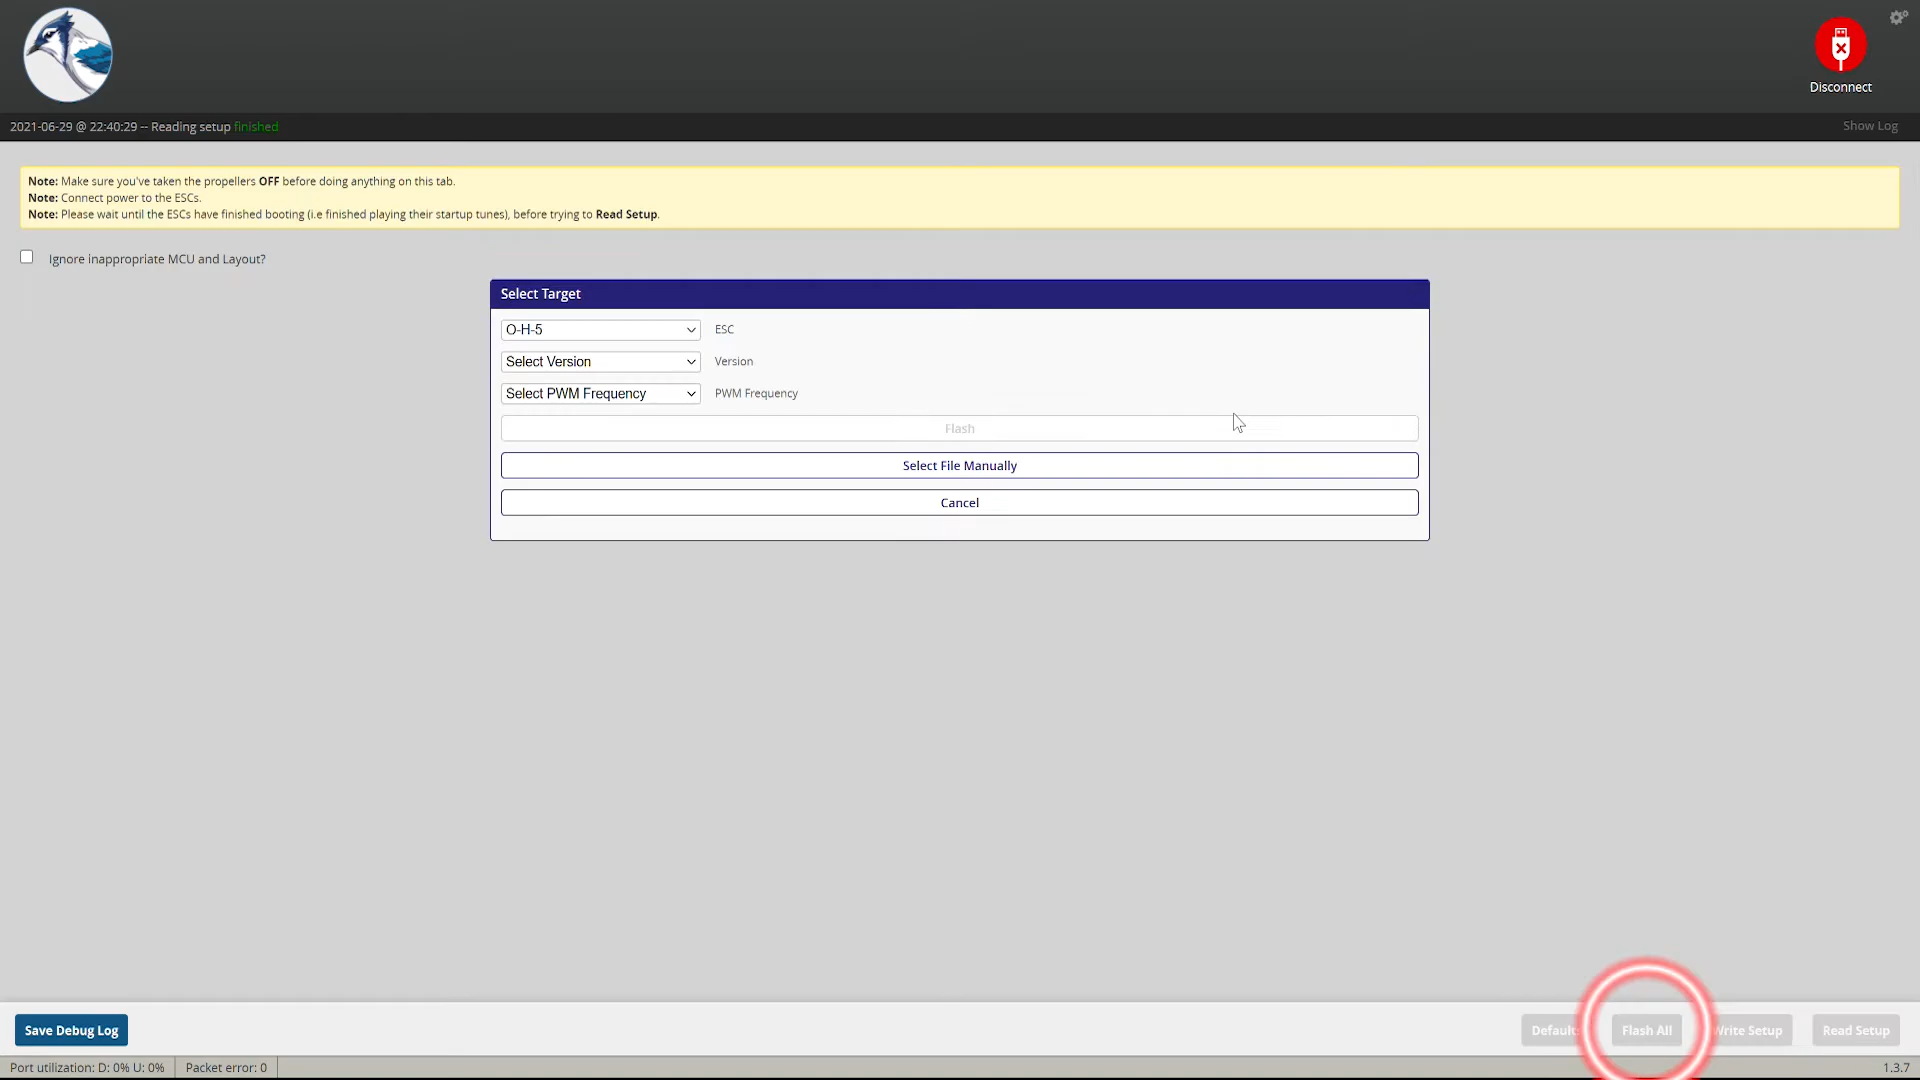 Disconnect
2021-06-29 @ 22:40:29 -- Reading setup finished
Show Log
Note: Make sure you've taken the propellers OFF before doing anything on this tab.
Note: Connect power to the ESCs.
Note: Please wait until the ESCs have finished booting (i.e finished playing their startup tunes), before trying to Read Setup.
Ignore inappropriate MCU and Layout?
Select Target
O-H-5 ESC
Select Version Version
Select PWM Frequency PWM Frequency
Flash
Select File Manually
Cancel
Save Debug Log
Flash All
Write Setup
Read Setup
Port utilization: D: 0% U: 0% Packet error: 0
1.3.7